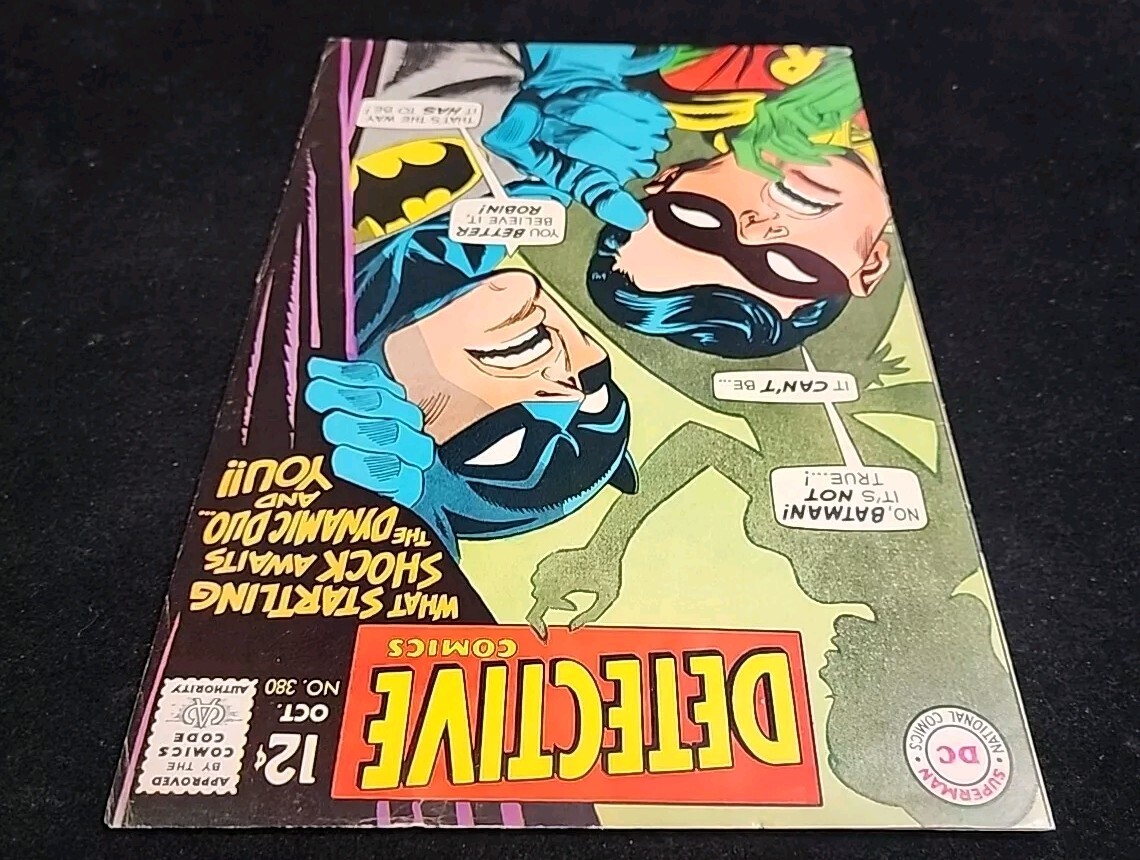 SUPERMAN
DC
NATIONAL COMICS
DETECTIVE
COMICS
12¢
OCT.
NO. 380
APPROVED
BY THE
COMICS
CODE
CA
AUTHORITY
WHAT STARTLING
SHOCK AWAITS
THE DYNAMIC DUO...
AND
YOU!!
NO, BATMAN!
IT'S NOT
TRUE...!
IT CAN'T BE...
YOU BETTER
BELIEVE IT,
ROBIN!
THAT'S THE WAY
IT HAS TO BE!
R